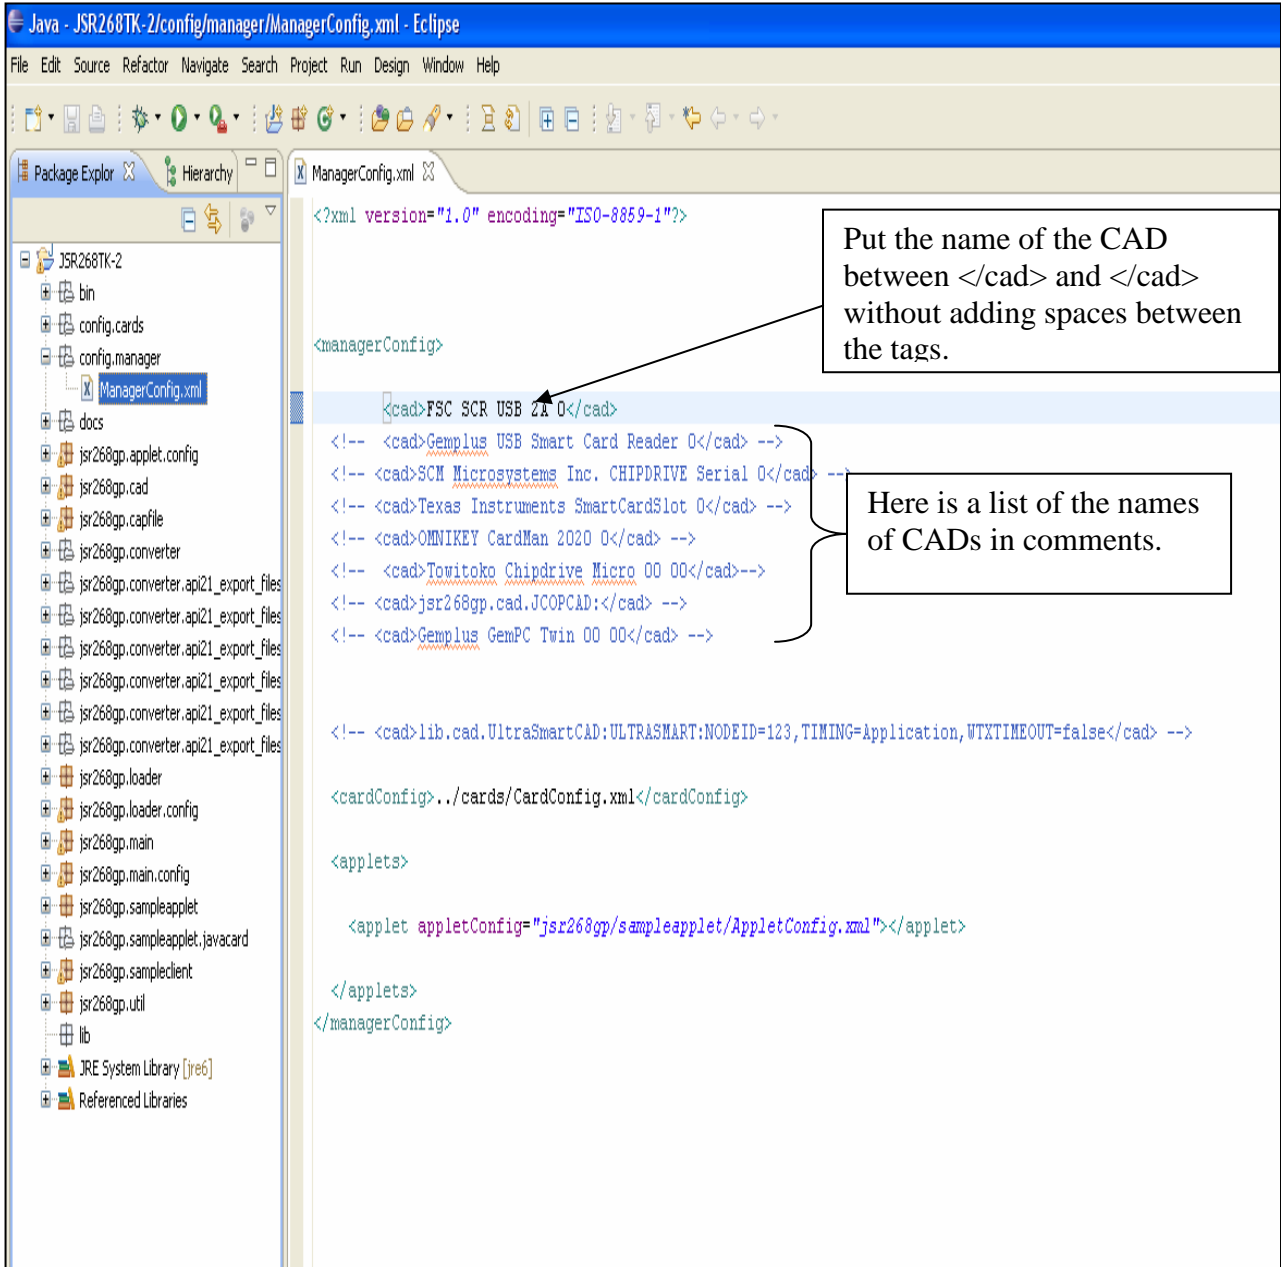 Java - JSR268TK-2/config/manager/ManagerConfig.xml - Eclipse
File Edit Source Refactor Navigate Search Project Run Design Window Help
Package Explor
Hierarchy
ManagerConfig.xml
JSR268TK-2
bin
config.cards
config.manager
ManagerConfig.xml
docs
jsr268gp.applet.config
jsr268gp.cad
jsr268gp.capfile
jsr268gp.converter
jsr268gp.converter.api21_export_files
jsr268gp.converter.api21_export_files
jsr268gp.converter.api21_export_files
jsr268gp.converter.api21_export_files
jsr268gp.converter.api21_export_files
jsr268gp.converter.api21_export_files
jsr268gp.loader
jsr268gp.loader.config
jsr268gp.main
jsr268gp.main.config
jsr268gp.sampleapplet
jsr268gp.sampleapplet.javacard
jsr268gp.sampleclient
jsr268gp.util
lib
JRE System Library [jre6]
Referenced Libraries
<?xml version="1.0" encoding="ISO-8859-1"?>
<managerConfig>
<cad>FSC SCR USB 2A 0</cad>
<!-- <cad>Gemplus USB Smart Card Reader 0</cad> -->
<!-- <cad>SCM Microsystems Inc. CHIPDRIVE Serial 0</cad> -->
<!-- <cad>Texas Instruments SmartCardSlot 0</cad> -->
<!-- <cad>OMNIKEY CardMan 2020 0</cad> -->
<!-- <cad>Towitoko Chipdrive Micro 00 00</cad>-->
<!-- <cad>jsr268gp.cad.JCOPCAD:</cad> -->
<!-- <cad>Gemplus GemPC Twin 00 00</cad> -->
<!-- <cad>lib.cad.UltraSmartCAD:ULTRASMART:NODEID=123,TIMING=Application,WTXTIMEOUT=false</cad> -->
<cardConfig>../cards/CardConfig.xml</cardConfig>
<applets>
<applet appletConfig="jsr268gp/sampleapplet/AppletConfig.xml"></applet>
</applets>
</managerConfig>
Put the name of the CAD
between </cad> and </cad>
without adding spaces between
the tags.
Here is a list of the names
of CADs in comments.